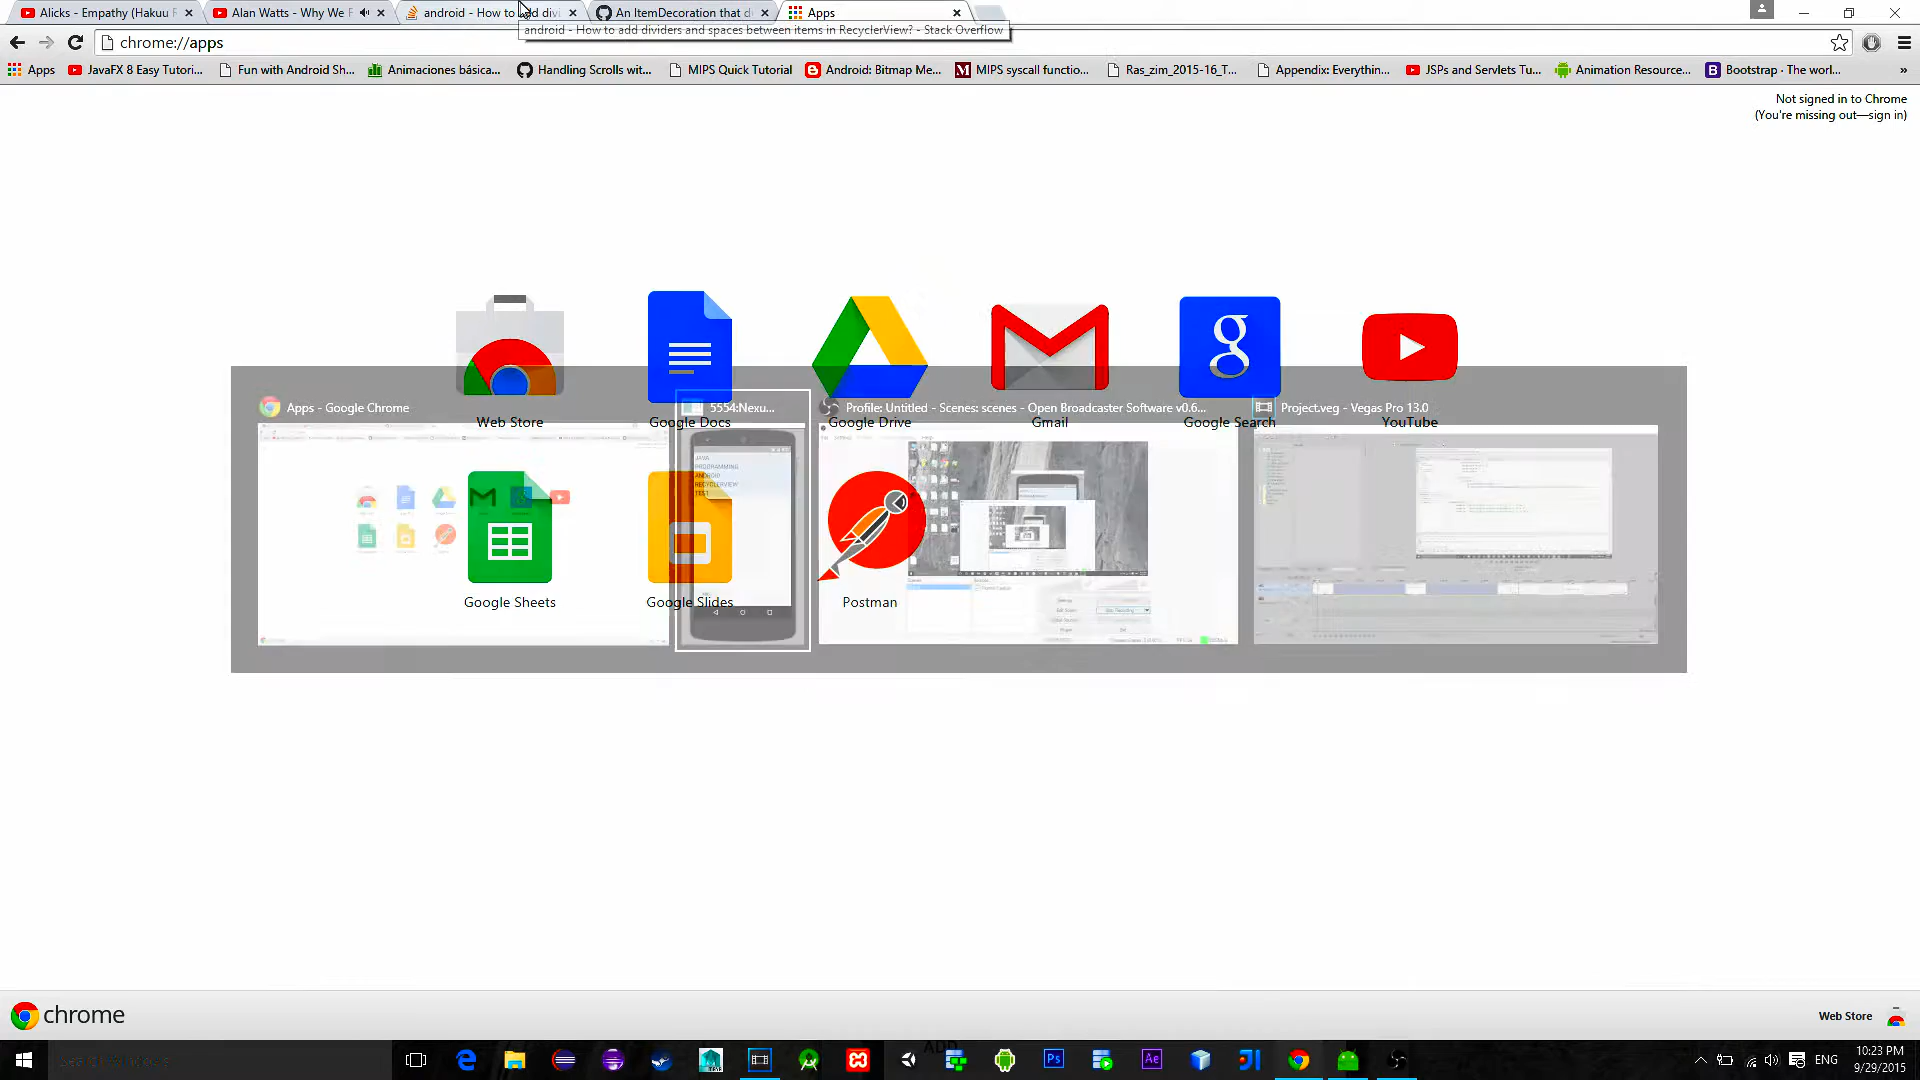 Alicks - Empathy (Hakuu
Alan Watts - Why We
android - How to add divi
An ItemDecoration that d
Apps
android - How to add dividers and spaces between items in RecyclerView? - Stack Overflow
chrome://apps
Apps
JavaFX 8 Easy Tutori...
Fun with Android Sh...
Animaciones básica...
Handling Scrolls wit...
MIPS Quick Tutorial
Android: Bitmap Me...
MIPS syscall functio...
Ras_zim_2015-16_T...
Appendix: Everythin...
JSPs and Servlets Tu...
Animation Resource...
Bootstrap · The worl...
»
Not signed in to Chrome
(You're missing out—sign in)
Apps - Google Chrome
5554:Nexu...
Profile: Untitled - Scenes: scenes - Open Broadcaster Software v0.6...
Project.veg - Vegas Pro 13.0
Web Store
Google Docs
Google Drive
Gmail
Google Search
YouTube
JAVA
PROGRAMMING
ANDROID
RECYCLERVIEW
TEST
Google Sheets
Google Slides
Postman
chrome
Web Store
ENG
10:23 PM
9/29/2015